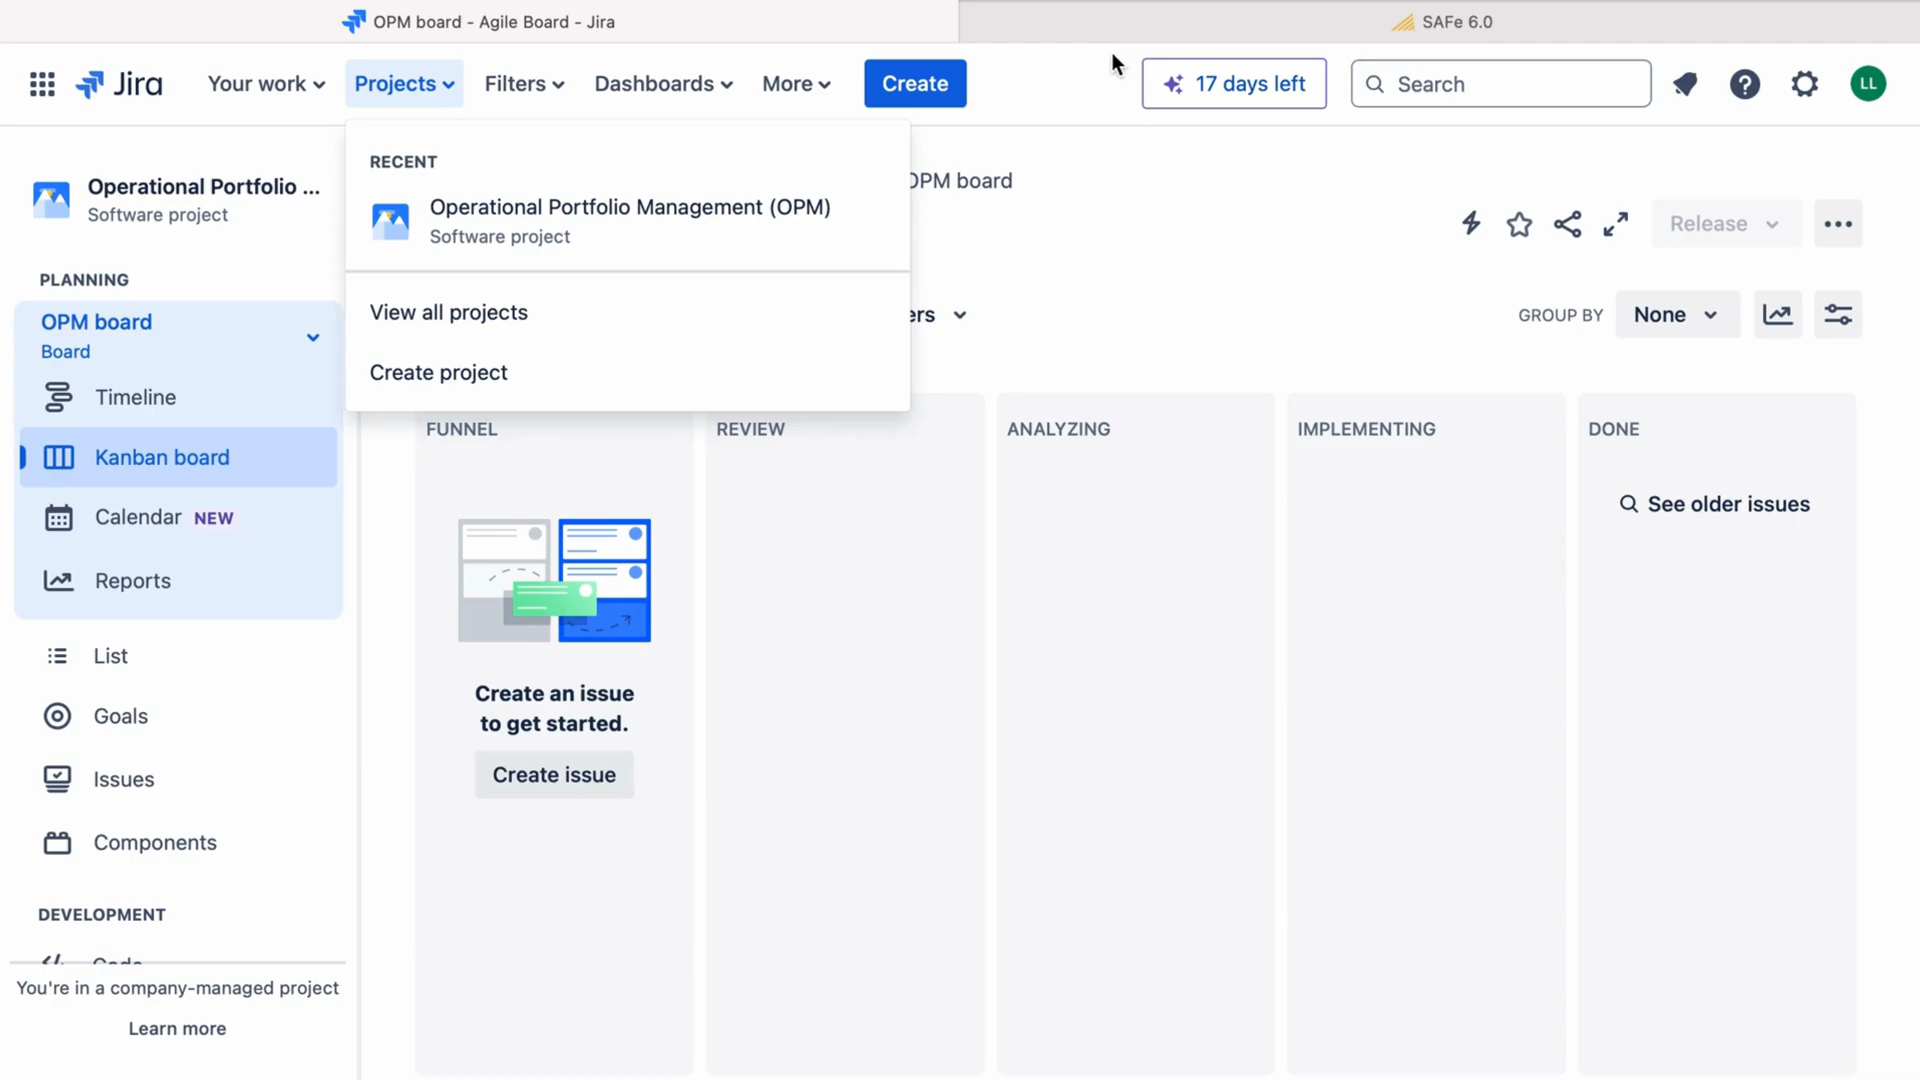 OPM board - Agile Board - Jira
SAFe 6.0
Jira
Your work
Projects
Filters
Dashboards
More
Create
17 days left
Search
LL
Operational Portfolio ...
Software project
PLANNING
OPM board
Board
Timeline
Kanban board
Calendar NEW
Reports
List
Goals
Issues
Components
DEVELOPMENT
Code
You're in a company-managed project
Learn more
RECENT
Operational Portfolio Management (OPM)
Software project
View all projects
Create project
OPM board
Release
ers
GROUP BY
None
FUNNEL
REVIEW
ANALYZING
IMPLEMENTING
DONE
See older issues
Create an issue
to get started.
Create issue